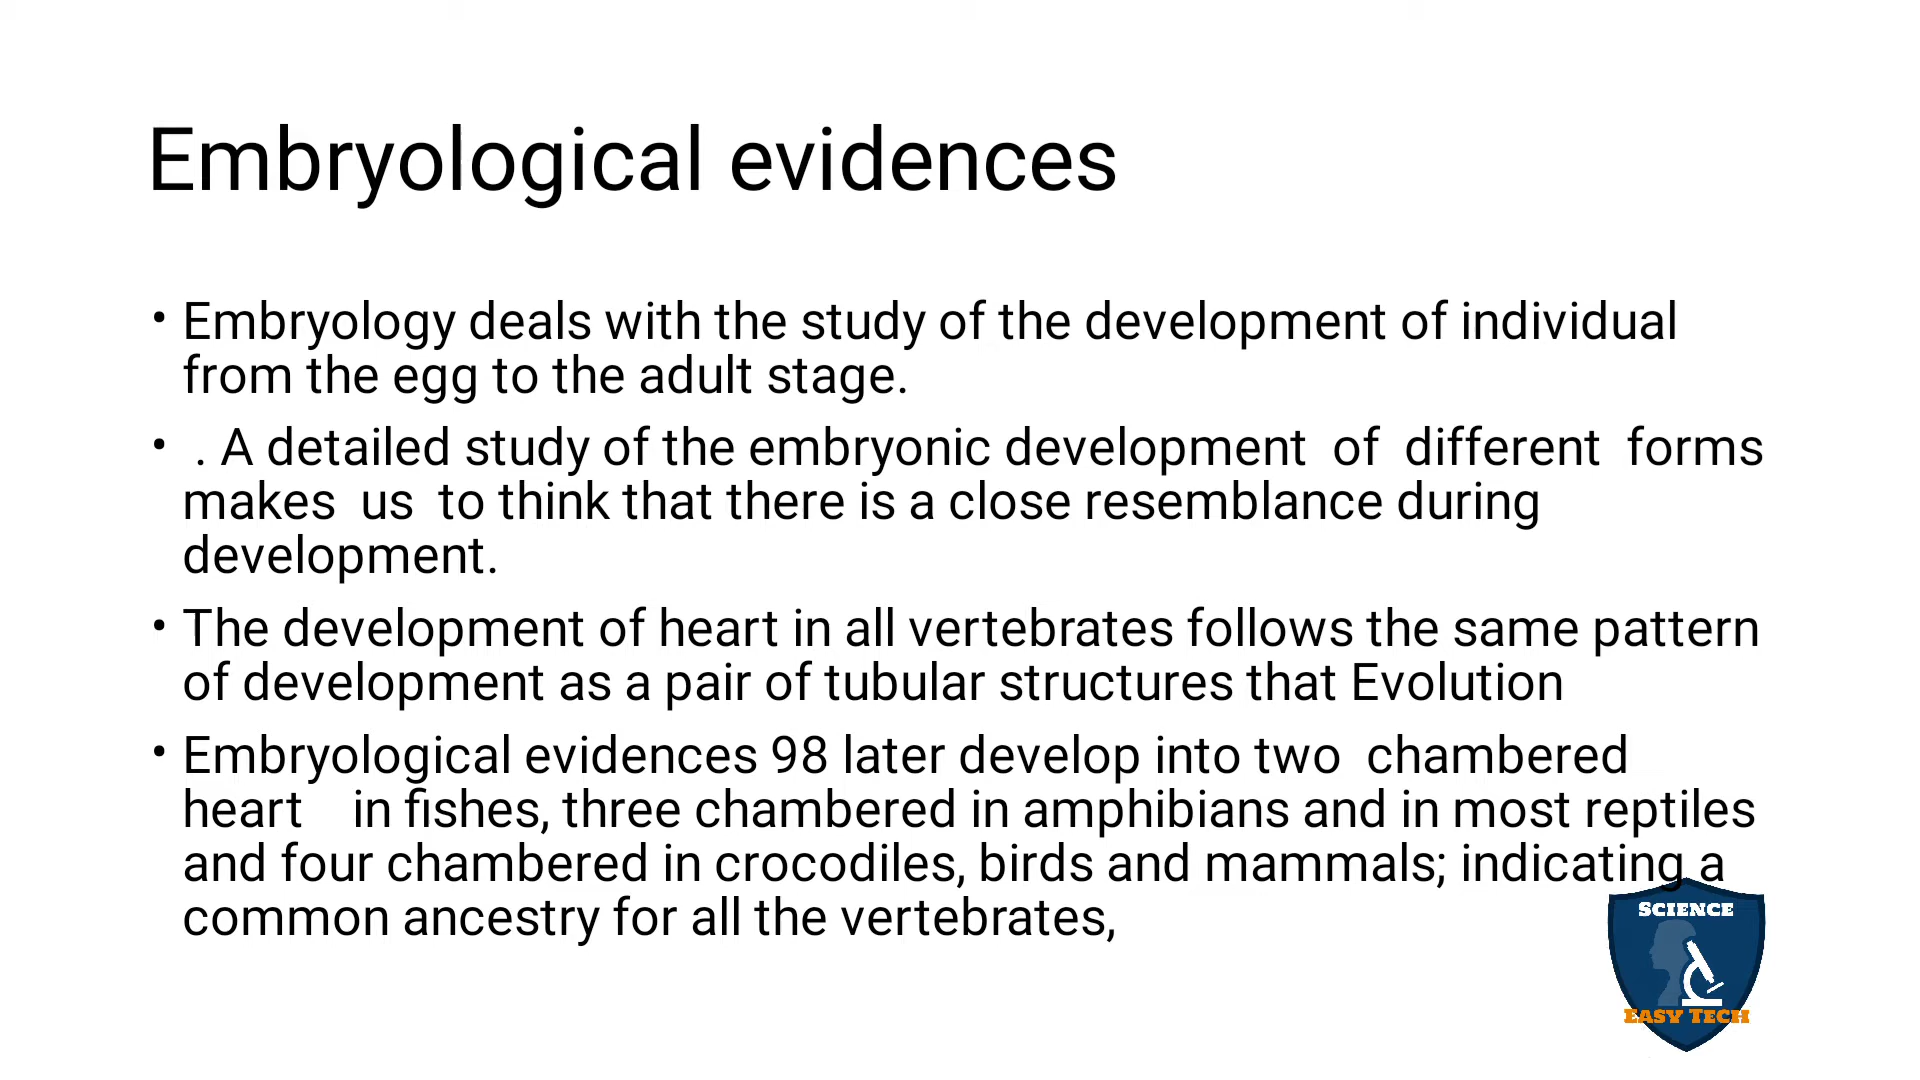 Embryological evidences
• Embryology deals with the study of the development of individual
from the egg to the adult stage.
•  . A detailed study of the embryonic development  of  different  forms
makes  us  to think that there is a close resemblance during
development.
• The development of heart in all vertebrates follows the same pattern
of development as a pair of tubular structures that Evolution
• Embryological evidences 98 later develop into two  chambered
heart    in fishes, three chambered in amphibians and in most reptiles
and four chambered in crocodiles, birds and mammals; indicating a
common ancestry for all the vertebrates,
SCIENCE
EASY TECH